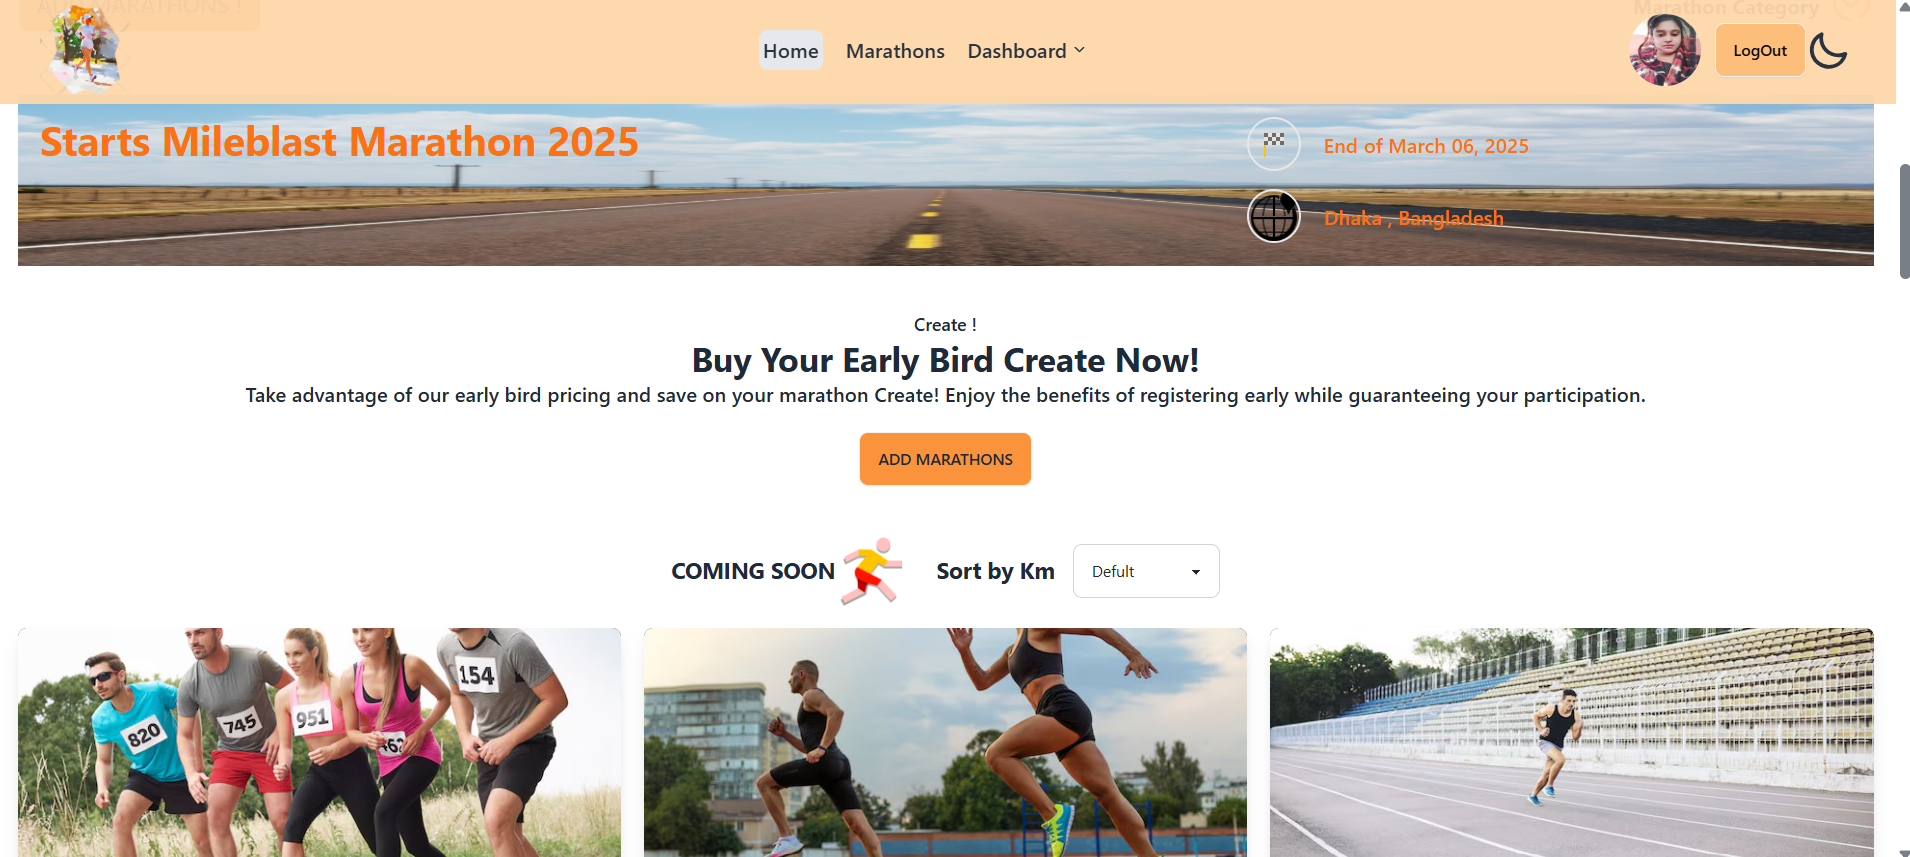 ADD MARATHONS !
Marathon Category
Home
Marathons
Dashboard
LogOut
Starts Mileblast Marathon 2025
End of March 06, 2025
Dhaka , Bangladesh
Create !
Buy Your Early Bird Create Now!
Take advantage of our early bird pricing and save on your marathon Create! Enjoy the benefits of registering early while guaranteeing your participation.
ADD MARATHONS
COMING SOON
Sort by Km
Defult
820
745
951
462
154